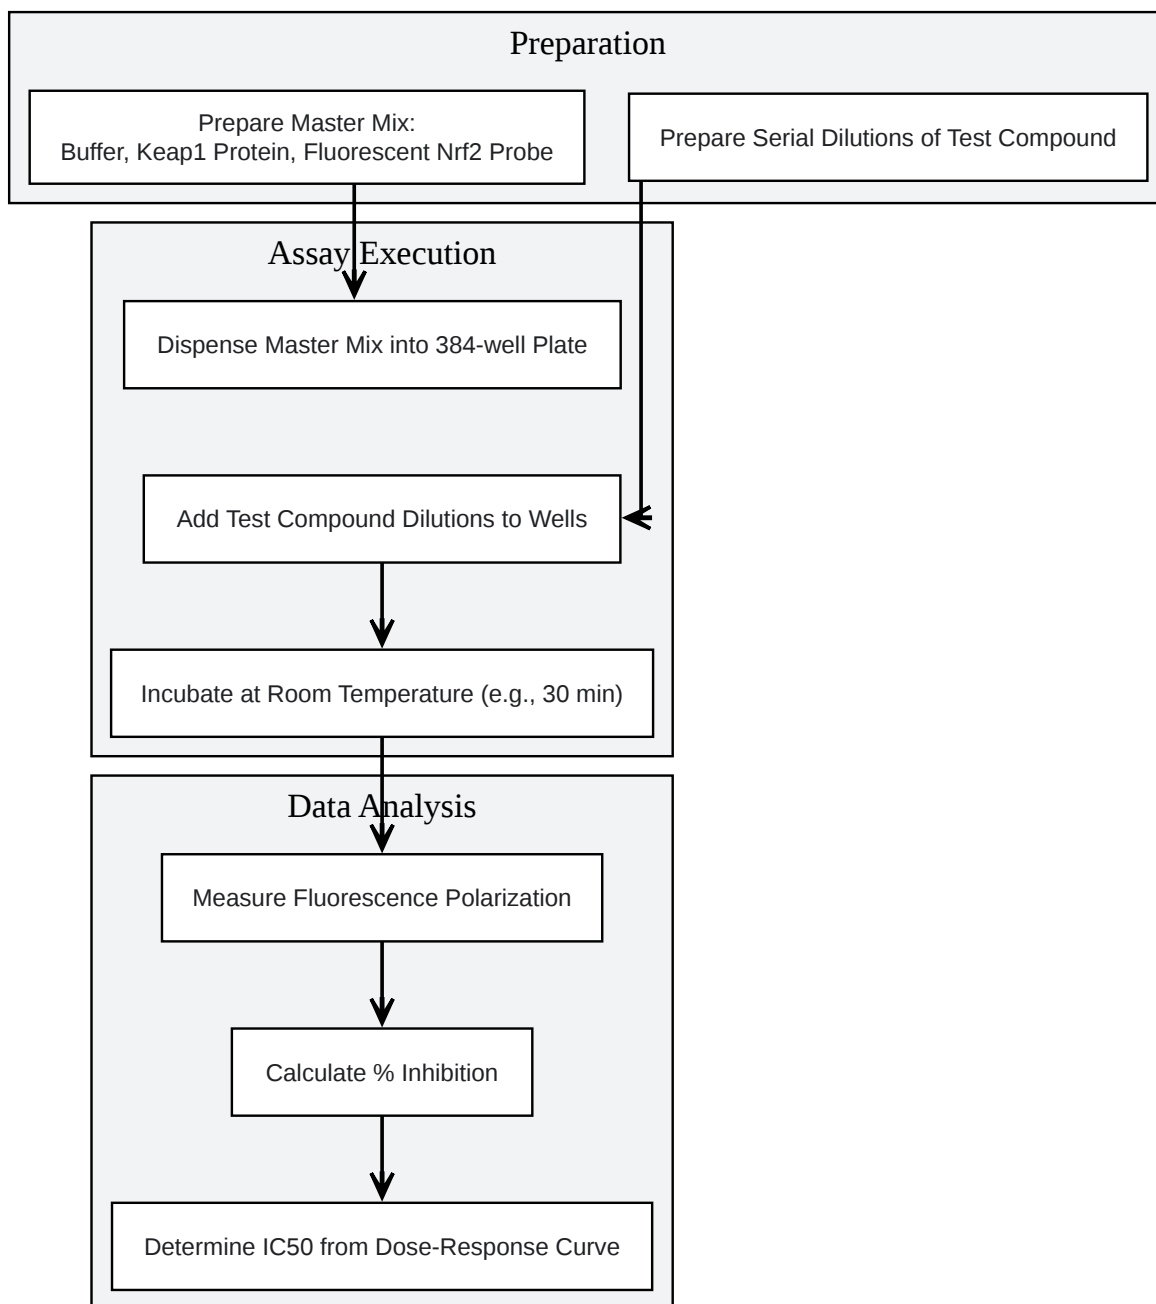 Preparation
Prepare Master Mix:
Buffer, Keap1 Protein, Fluorescent Nrf2 Probe
Prepare Serial Dilutions of Test Compound
Assay Execution
Dispense Master Mix into 384-well Plate
Add Test Compound Dilutions to Wells
Incubate at Room Temperature (e.g., 30 min)
Data Analysis
Measure Fluorescence Polarization
Calculate % Inhibition
Determine IC50 from Dose-Response Curve